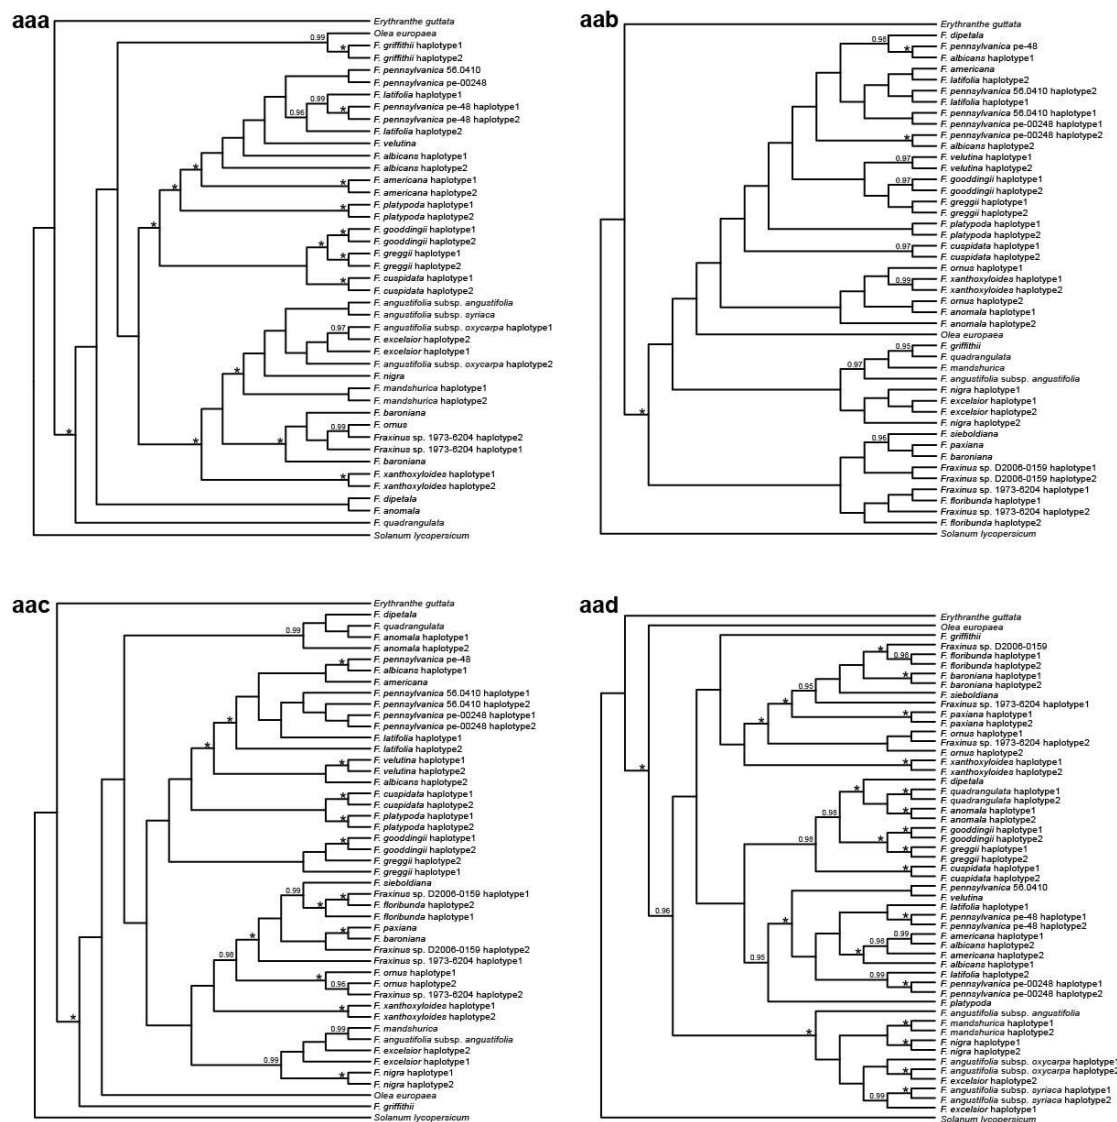 aaa
Erythranthe guttata
Olea europaea
0.99
*
F. griffithii haplotype1
F. griffithii haplotype2
F. pennsylvanica 56.0410
F. pennsylvanica pe-00248
F. latifolia haplotype1
0.99
*
F. pennsylvanica pe-48 haplotype1
0.96
F. pennsylvanica pe-48 haplotype2
F. latifolia haplotype2
F. velutina
F. albicans haplotype1
*
F. albicans haplotype2
*
F. americana haplotype1
F. americana haplotype2
*
F. platypoda haplotype1
F. platypoda haplotype2
*
*
F. gooddingii haplotype1
*
F. gooddingii haplotype2
*
F. greggii haplotype1
F. greggii haplotype2
*
F. cuspidata haplotype1
F. cuspidata haplotype2
F. angustifolia subsp. angustifolia
F. angustifolia subsp. syriaca
0.97
F. angustifolia subsp. oxycarpa haplotype1
F. excelsior haplotype2
F. excelsior haplotype1
F. angustifolia subsp. oxycarpa haplotype2
*
F. nigra
F. mandshurica haplotype1
F. mandshurica haplotype2
F. baroniana
0.99
F. ornus
Fraxinus sp. 1973-6204 haplotype2
*
*
Fraxinus sp. 1973-6204 haplotype1
F. baroniana
*
F. xanthoxyloides haplotype1
F. xanthoxyloides haplotype2
F. dipetala
F. anomala
*
F. quadrangulata
Solanum lycopersicum
aab
Erythranthe guttata
0.98
F. dipetala
*
F. pennsylvanica pe-48
F. albicans haplotype1
F. americana
F. latifolia haplotype2
F. pennsylvanica 56.0410 haplotype2
F. latifolia haplotype1
F. pennsylvanica 56.0410 haplotype1
F. pennsylvanica pe-00248 haplotype1
*
F. pennsylvanica pe-00248 haplotype2
F. albicans haplotype2
0.97
F. velutina haplotype1
F. velutina haplotype2
0.97
F. gooddingii haplotype1
F. gooddingii haplotype2
F. greggii haplotype1
F. greggii haplotype2
F. platypoda haplotype1
F. platypoda haplotype2
0.97
F. cuspidata haplotype1
F. cuspidata haplotype2
F. ornus haplotype1
F. xanthoxyloides haplotype1
0.99
F. xanthoxyloides haplotype2
F. ornus haplotype2
F. anomala haplotype1
F. anomala haplotype2
Olea europaea
0.95
F. griffithii
F. quadrangulata
0.97
F. mandshurica
F. angustifolia subsp. angustifolia
F. nigra haplotype1
F. excelsior haplotype1
*
F. excelsior haplotype2
F. nigra haplotype2
F. sieboldiana
0.96
F. paxiana
F. baroniana
Fraxinus sp. D2006-0159 haplotype1
Fraxinus sp. D2006-0159 haplotype2
Fraxinus sp. 1973-6204 haplotype1
F. floribunda haplotype1
Fraxinus sp. 1973-6204 haplotype2
F. floribunda haplotype2
Solanum lycopersicum
aac
Erythranthe guttata
F. dipetala
F. quadrangulata
0.99
F. anomala haplotype1
F. anomala haplotype2
*
F. pennsylvanica pe-48
F. albicans haplotype1
F. americana
F. pennsylvanica 56.0410 haplotype1
F. pennsylvanica 56.0410 haplotype2
*
F. pennsylvanica pe-00248 haplotype1
F. pennsylvanica pe-00248 haplotype2
F. latifolia haplotype1
*
F. latifolia haplotype2
*
F. velutina haplotype1
F. velutina haplotype2
F. albicans haplotype2
*
F. cuspidata haplotype1
F. cuspidata haplotype2
*
F. platypoda haplotype1
F. platypoda haplotype2
*
F. gooddingii haplotype1
F. gooddingii haplotype2
F. greggii haplotype2
F. greggii haplotype1
0.99
F. sieboldiana
*
Fraxinus sp. D2006-0159 haplotype1
*
F. floribunda haplotype2
F. floribunda haplotype1
*
*
F. paxiana
F. baroniana
Fraxinus sp. D2006-0159 haplotype2
0.98
Fraxinus sp. 1973-6204 haplotype1
*
F. ornus haplotype1
0.96
F. ornus haplotype2
Fraxinus sp. 1973-6204 haplotype2
*
F. xanthoxyloides haplotype1
F. xanthoxyloides haplotype2
0.99
F. mandshurica
F. angustifolia subsp. angustifolia
F. excelsior haplotype2
0.99
F. excelsior haplotype1
*
F. nigra haplotype1
F. nigra haplotype2
Olea europaea
*
F. griffithii
Solanum lycopersicum
aad
Erythranthe guttata
Olea europaea
F. griffithii
*
Fraxinus sp. D2006-0159
0.98
F. floribunda haplotype1
F. floribunda haplotype2
*
F. baroniana haplotype1
0.95
F. baroniana haplotype2
*
F. sieboldiana
Fraxinus sp. 1973-6204 haplotype1
*
*
F. paxiana haplotype1
F. paxiana haplotype2
F. ornus haplotype1
Fraxinus sp. 1973-6204 haplotype2
F. ornus haplotype2
*
*
F. xanthoxyloides haplotype1
F. xanthoxyloides haplotype2
*
F. dipetala
*
F. quadrangulata haplotype1
F. quadrangulata haplotype2
0.98
*
F. anomala haplotype1
F. anomala haplotype2
*
*
F. gooddingii haplotype1
0.98
F. gooddingii haplotype2
*
F. greggii haplotype1
F. greggii haplotype2
*
F. cuspidata haplotype1
F. cuspidata haplotype2
F. pennsylvanica 56.0410
F. velutina
F. latifolia haplotype1
0.96
*
*
F. pennsylvanica pe-48 haplotype1
F. pennsylvanica pe-48 haplotype2
0.99
F. americana haplotype1
0.98
F. albicans haplotype2
*
F. americana haplotype2
0.95
F. albicans haplotype1
0.99
F. latifolia haplotype2
*
F. pennsylvanica pe-00248 haplotype1
F. pennsylvanica pe-00248 haplotype2
F. platypoda
F. angustifolia subsp. angustifolia
*
*
F. mandshurica haplotype1
F. mandshurica haplotype2
*
F. nigra haplotype1
F. nigra haplotype2
F. angustifolia subsp. oxycarpa haplotype1
*
F. angustifolia subsp. oxycarpa haplotype2
F. excelsior haplotype2
*
F. angustifolia subsp. syriaca haplotype1
0.99
F. angustifolia subsp. syriaca haplotype2
F. excelsior haplotype1
Solanum lycopersicum